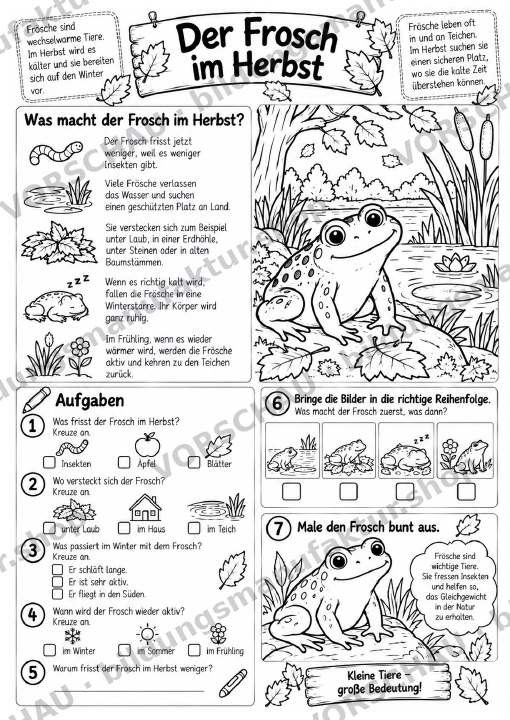 Frösche sind
wechselwarme Tiere.
Im Herbst wird es
kälter und sie bereiten
sich auf den Winter
vor.
Der Frosch
im Herbst
Frösche leben oft
in und an Teichen.
Im Herbst suchen sie
einen sicheren Platz,
wo sie die kalte Zeit
überstehen können.
Was macht der Frosch im Herbst?
Der Frosch frisst jetzt
weniger, weil es weniger
Insekten gibt.
Viele Frösche verlassen
das Wasser und suchen
einen geschützten Platz an Land.
Sie verstecken sich zum Beispiel
unter Laub, in einer Erdhöhle,
unter Steinen oder in alten
Baumstämmen.
zzz
Wenn es richtig kalt wird,
fallen die Frösche in eine
Winterstarre. Ihr Körper wird
ganz ruhig.
Im Frühling, wenn es wieder
wärmer wird, werden die Frösche
aktiv und kehren zu den Teichen
zurück.
Aufgaben
1 Was frisst der Frosch im Herbst?
Kreuze an.
Insekten Apfel Blätter
2 Wo versteckt sich der Frosch?
Kreuze an.
unter Laub im Haus im Teich
3 Was passiert im Winter mit dem Frosch?
Kreuze an.
Er schläft lange.
Er ist sehr aktiv.
Er fliegt in den Süden.
4 Wann wird der Frosch wieder aktiv?
Kreuze an.
im Winter im Sommer im Frühling
5 Warum frisst der Frosch im Herbst weniger?
6 Bringe die Bilder in die richtige Reihenfolge.
Was macht der Frosch zuerst, was dann?
zzz
7 Male den Frosch bunt aus.
Frösche sind
wichtige Tiere.
Sie fressen Insekten
und helfen so,
das Gleichgewicht
in der Natur
zu erholten.
Kleine Tiere –
große Bedeutung!
VORSCHAU · bildungsmanufaktur.shop